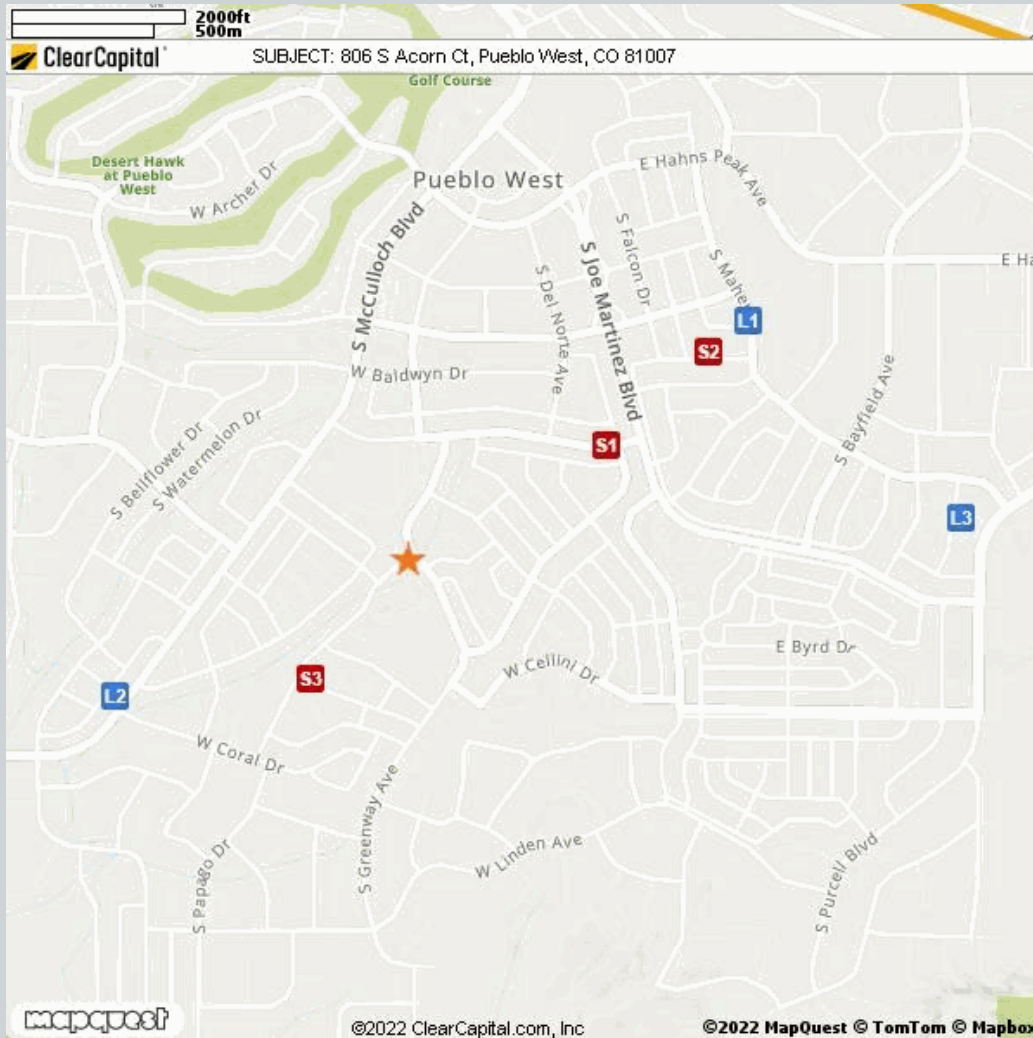 2000ft
500m
ClearCapital
SUBJECT: 806 S Acorn Ct, Pueblo West, CO 81007
Golf Course
Desert Hawk
at Pueblo
West
W Archer Dr
Pueblo West
E Hahns Peak Ave
S McCulloch Blvd
S Joe Martinez Blvd
S Falcon Dr
S Del Norte Ave
S Maher
E Ha
L1
S2
W Baldwyn Dr
S Bayfield Ave
S Bellflower Dr
S Watermelon Dr
S1
L3
E Byrd Dr
W Cellini Dr
S3
L2
W Coral Dr
S Greenway Ave
W Linden Ave
S Papago Dr
S Purcell Blvd
mapquest
©2022 ClearCapital.com, Inc
©2022 MapQuest © TomTom © Mapbox